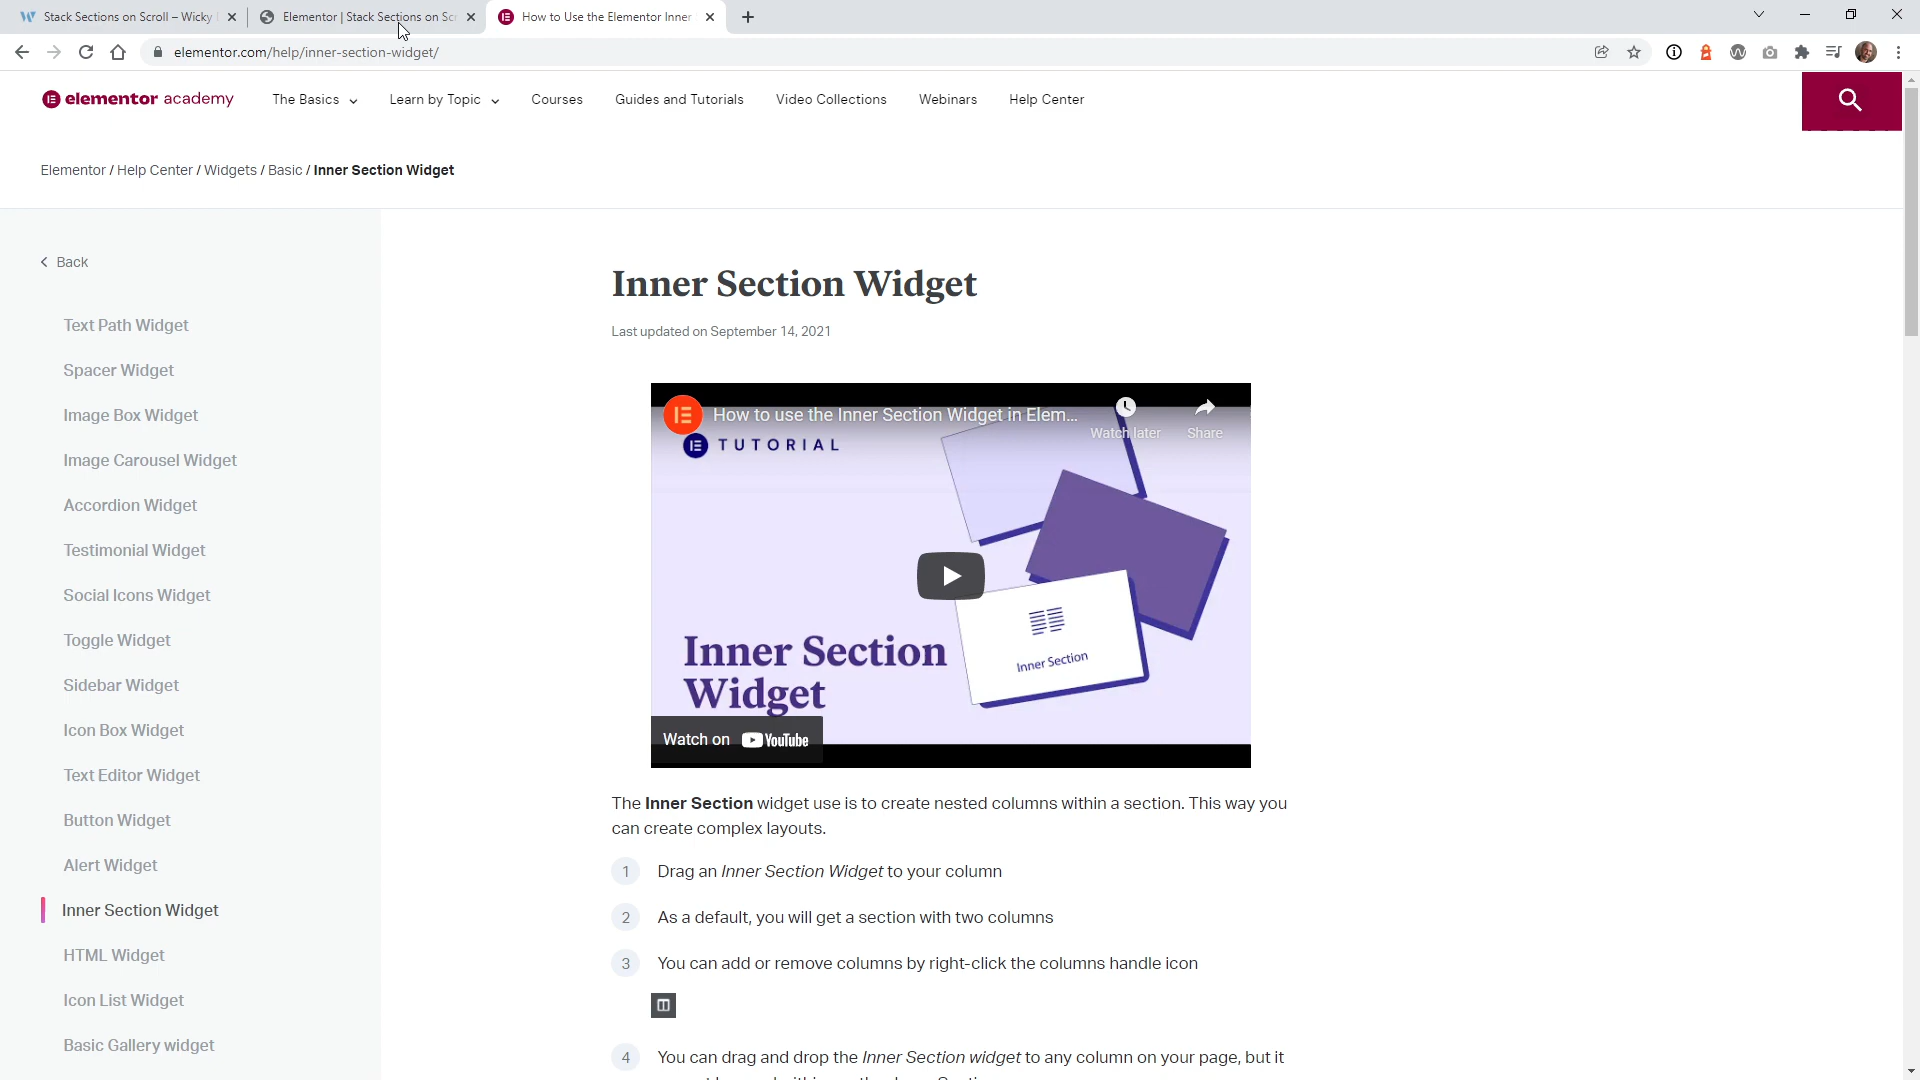 Stack Sections on Scroll – Wicky
Elementor | Stack Sections on Scr
How to Use the Elementor Inner
elementor.com/help/inner-section-widget/
elementor academy
The Basics
Learn by Topic
Courses
Guides and Tutorials
Video Collections
Webinars
Help Center
Elementor / Help Center / Widgets / Basic / Inner Section Widget
Back
Text Path Widget
Spacer Widget
Image Box Widget
Image Carousel Widget
Accordion Widget
Testimonial Widget
Social Icons Widget
Toggle Widget
Sidebar Widget
Icon Box Widget
Text Editor Widget
Button Widget
Alert Widget
Inner Section Widget
HTML Widget
Icon List Widget
Basic Gallery widget
Inner Section Widget
Last updated on September 14, 2021
How to use the Inner Section Widget in Elem...
Watch later
Share
TUTORIAL
Inner Section
Widget
Inner Section
Watch on YouTube
The Inner Section widget use is to create nested columns within a section. This way you
can create complex layouts.
1 Drag an Inner Section Widget to your column
2 As a default, you will get a section with two columns
3 You can add or remove columns by right-click the columns handle icon
4 You can drag and drop the Inner Section widget to any column on your page, but it